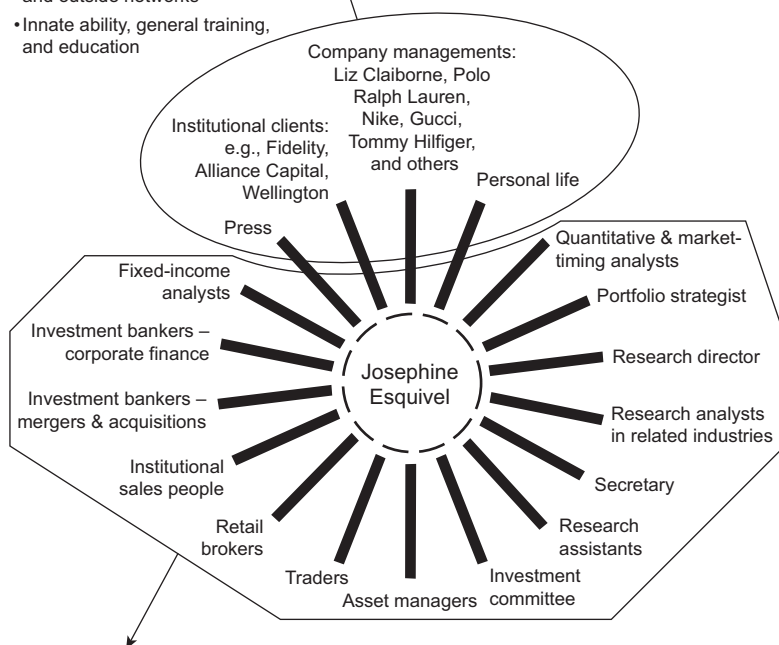 and outside networks
•Innate ability, general training,
and education
Company managements:
Liz Claiborne, Polo
Ralph Lauren,
Nike, Gucci,
Tommy Hilfiger,
and others
Institutional clients:
e.g., Fidelity,
Alliance Capital,
Wellington
Personal life
Press
Quantitative & market-
timing analysts
Fixed-income
analysts
Portfolio strategist
Investment bankers –
corporate finance
Research director
Josephine
Esquivel
Investment bankers –
mergers & acquisitions
Research analysts
in related industries
Institutional
sales people
Secretary
Retail
brokers
Research
assistants
Traders
Asset managers
Investment
committee